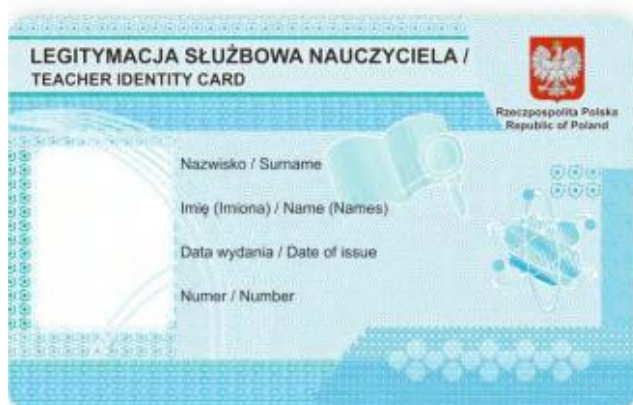 LEGITYMACJA SŁUŻBOWA NAUCZYCIELA /
TEACHER IDENTITY CARD
Rzeczpospolita Polska
Republic of Poland
Nazwisko / Surname
Imię (Imiona) / Name (Names)
Data wydania / Date of issue
Numer / Number